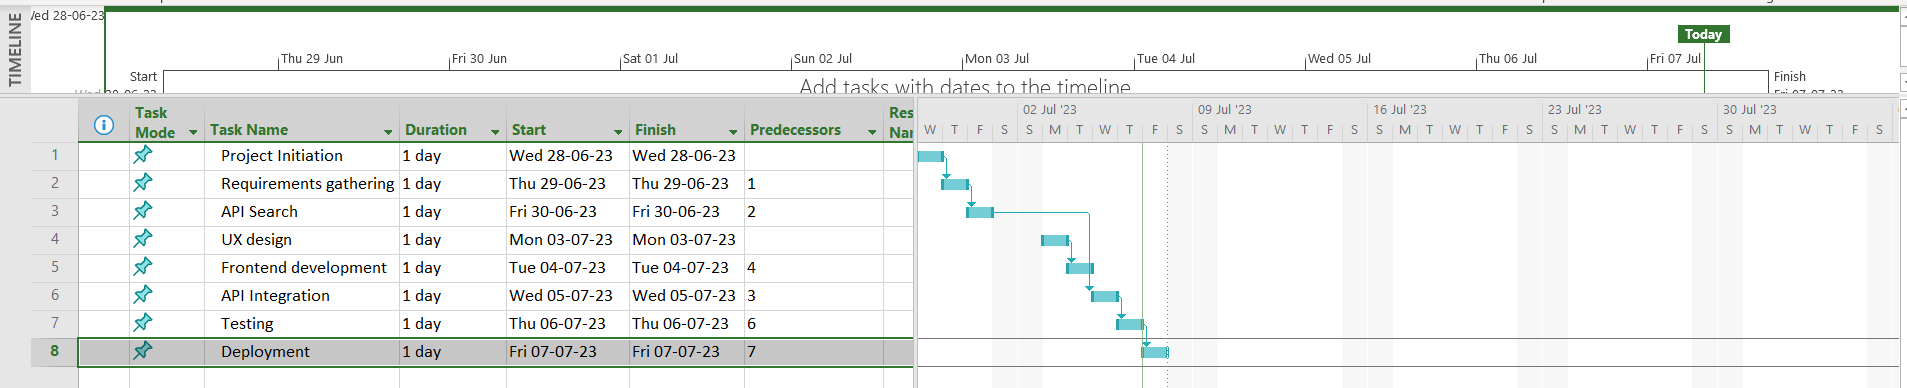 Wed 28-06-23
TIMELINE
Today
Thu 29 Jun Fri 30 Jun Sat 01 Jul Sun 02 Jul Mon 03 Jul Tue 04 Jul Wed 05 Jul Thu 06 Jul Fri 07 Jul
Start
Add tasks with dates to the timeline
Finish
Task Mode Task Name Duration Start Finish Predecessors
02 Jul '23 09 Jul '23 16 Jul '23 23 Jul '23 30 Jul '23
W T F S S M T W T F S S M T W T F S S M T W T F S S M T W T F S S M T W T F S
1 Project Initiation 1 day Wed 28-06-23 Wed 28-06-23
2 Requirements gathering 1 day Thu 29-06-23 Thu 29-06-23 1
3 API Search 1 day Fri 30-06-23 Fri 30-06-23 2
4 UX design 1 day Mon 03-07-23 Mon 03-07-23
5 Frontend development 1 day Tue 04-07-23 Tue 04-07-23 4
6 API Integration 1 day Wed 05-07-23 Wed 05-07-23 3
7 Testing 1 day Thu 06-07-23 Thu 06-07-23 6
8 Deployment 1 day Fri 07-07-23 Fri 07-07-23 7